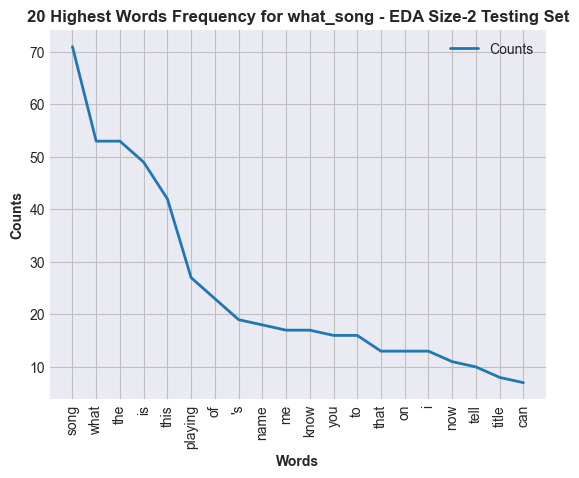 20 Highest Words Frequency for what_song - EDA Size-2 Testing Set
Counts
70
60
50
40
30
20
10
Counts
song
what
the
is
this
playing
of
's
name
me
know
you
to
that
on
i
now
tell
title
can
Words